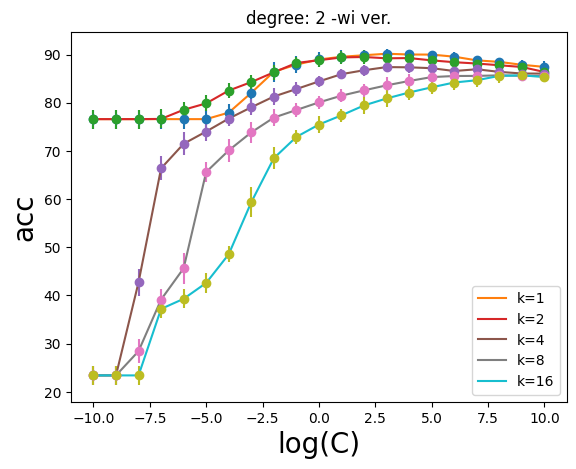 degree: 2 -wi ver.
90
80
70
60
50
40
30
20
acc
−10.0 −7.5 −5.0 −2.5 0.0 2.5 5.0 7.5 10.0
log(C)
k=1
k=2
k=4
k=8
k=16